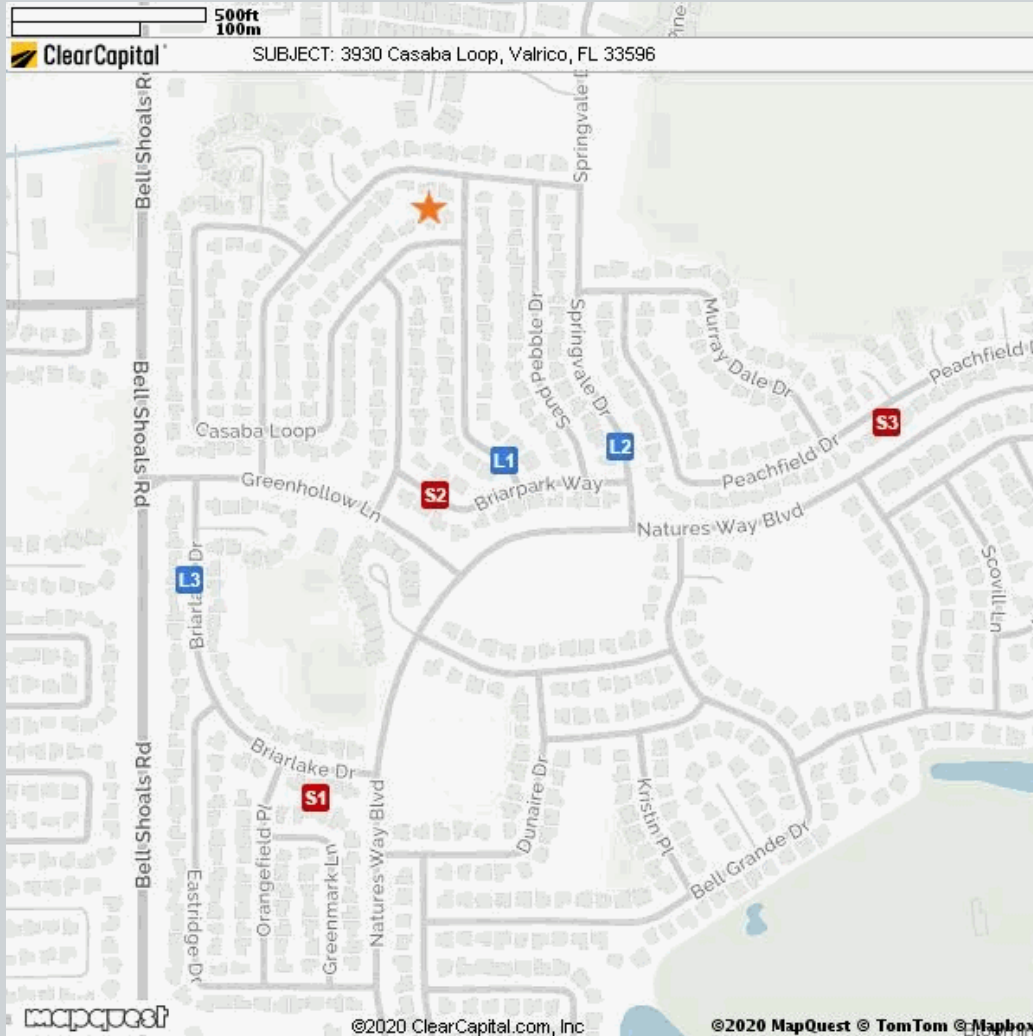 500ft
100m
ClearCapital
SUBJECT: 3930 Casaba Loop, Valrico, FL 33596
Pine
Bell Shoals Rd
Springvale
Bell Shoals Rd
Sand Pebble Dr
Springvale Dr
Murray Dale Dr
Peachfield
S3
Casaba Loop
L1
L2
Peachfield Dr
Greenhollow Ln
S2
Briarpark Way
Natures Way Blvd
L3
Briarlake Dr
Scovill Ln
Bell Shoals Rd
Briarlake Dr
S1
Orangefield Pl
Greenmark Ln
Natures Way Blvd
Dunaire Dr
Kristin Pl
Bell Grande Dr
Eastridge Dr
mapquest
©2020 ClearCapital.com, Inc
©2020 MapQuest © TomTom © Mapbox